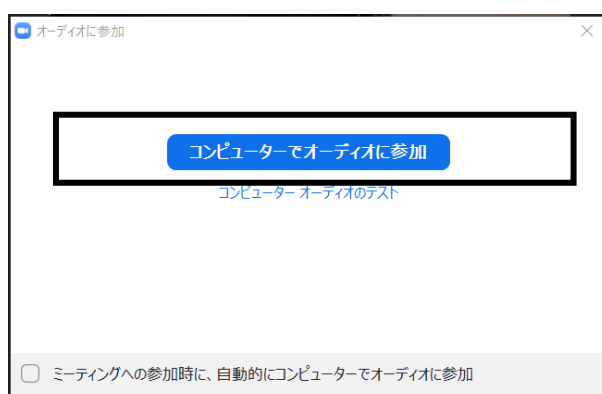 オーディオに参加
コンピューターでオーディオに参加
コンピューター オーディオのテスト
ミーティングへの参加時に、自動的にコンピューターでオーディオに参加